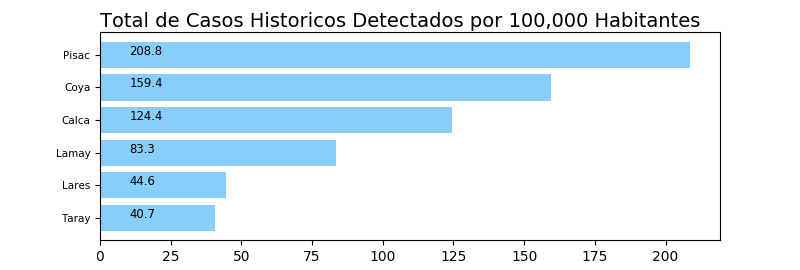 Total de Casos Historicos Detectados por 100,000 Habitantes
Pisac 208.8
Coya 159.4
Calca 124.4
Lamay 83.3
Lares 44.6
Taray 40.7
0 25 50 75 100 125 150 175 200